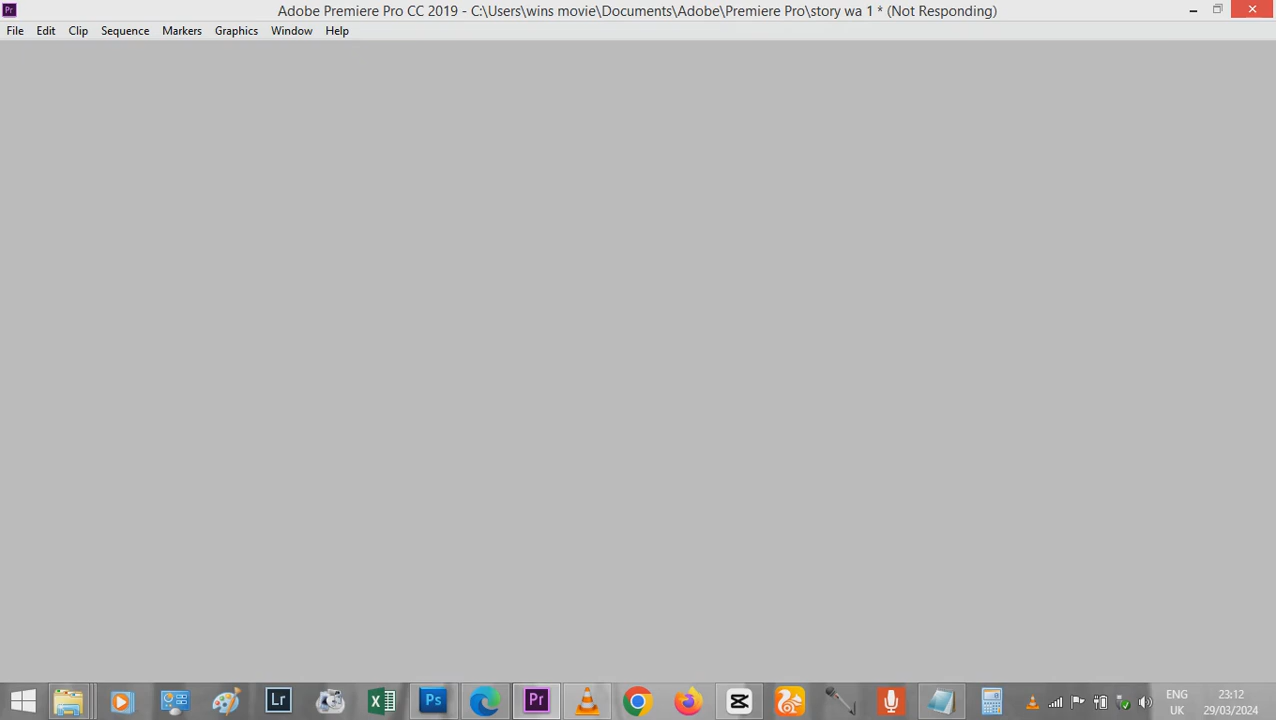 Pr Adobe Premiere Pro CC 2019 - C:\Users\wins movie\Documents\Adobe\Premiere Pro\story wa 1 * (Not Responding)
File Edit Clip Sequence Markers Graphics Window Help
Lr Ps Pr ENG 23:12
UK 29/03/2024